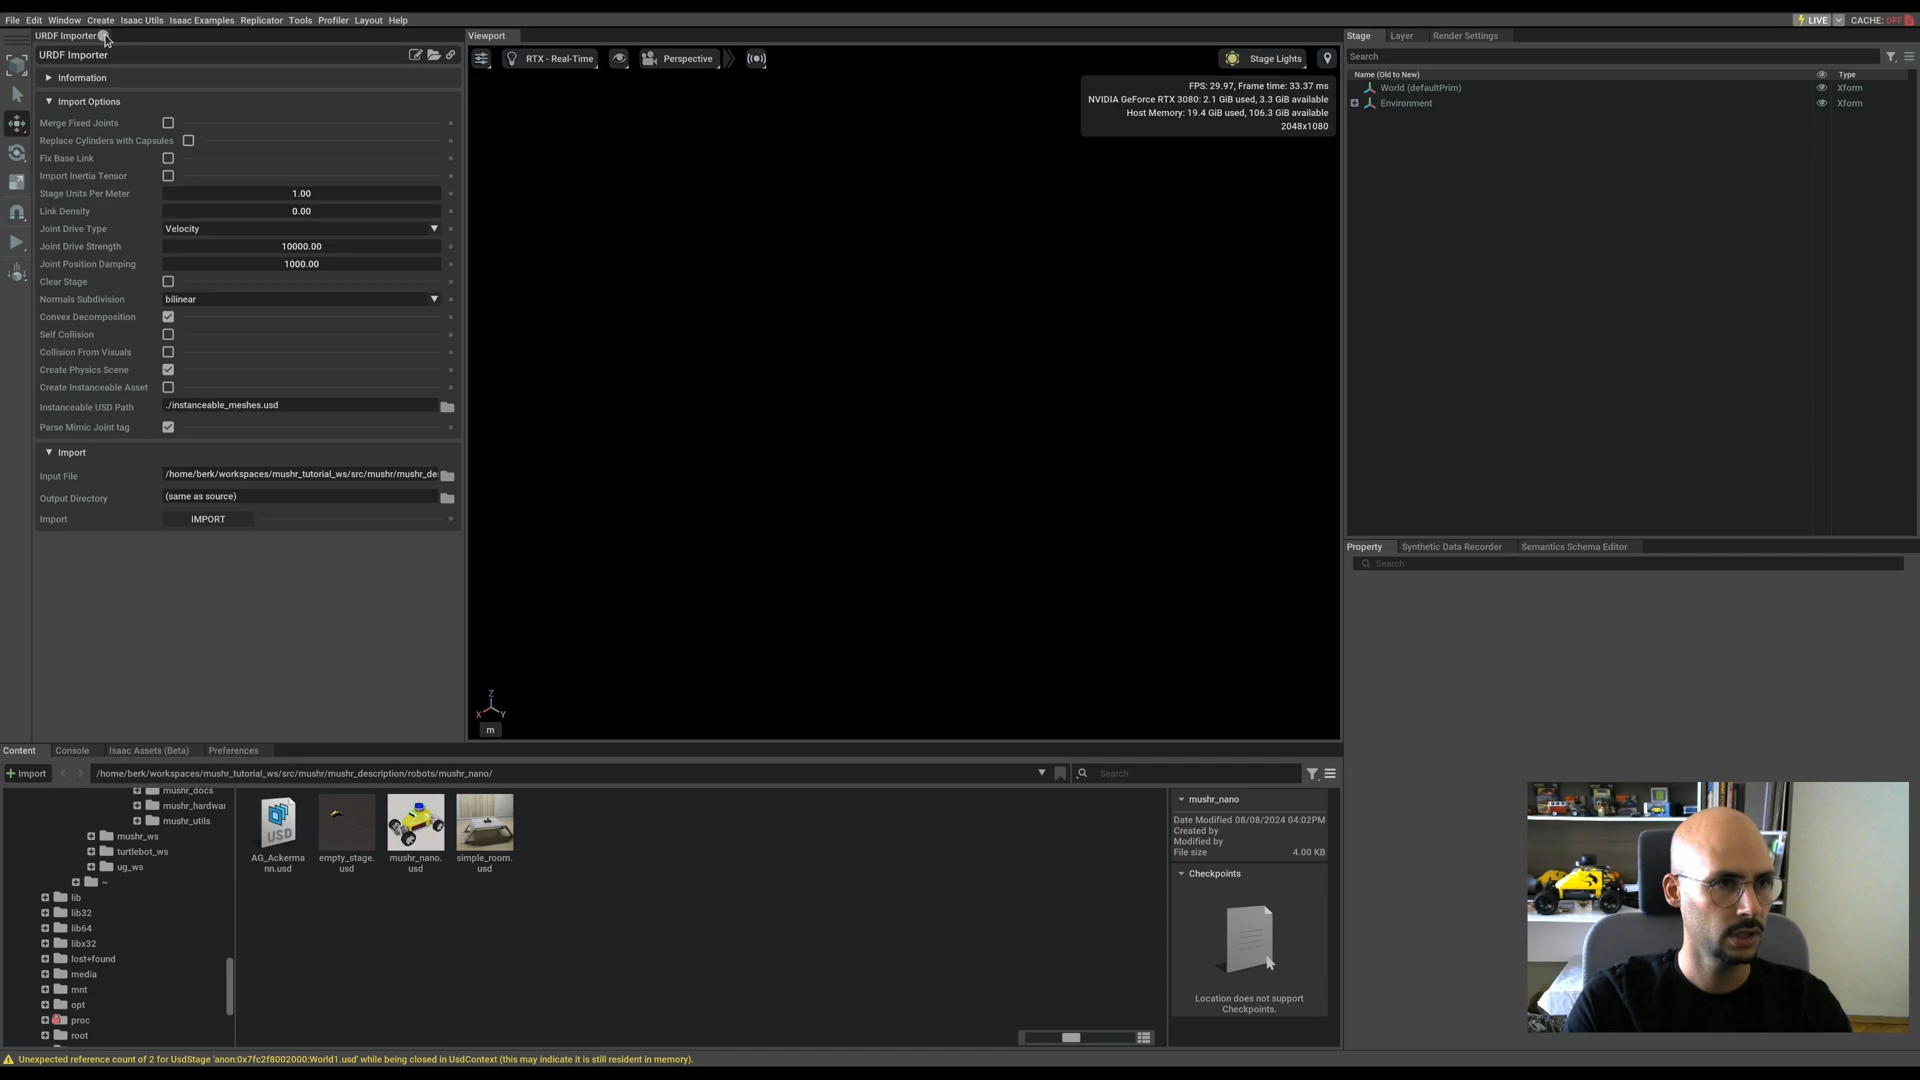 File Edit Window Create Isaac Utils Isaac Examples Replicator Tools Profiler Layout Help
LIVE CACHE: OFF
URDF Importer
URDF Importer
Information
Import Options
Merge Fixed Joints
Replace Cylinders with Capsules
Fix Base Link
Import Inertia Tensor
Stage Units Per Meter 1.00
Link Density 0.00
Joint Drive Type Velocity
Joint Drive Strength 10000.00
Joint Position Damping 1000.00
Clear Stage
Normals Subdivision bilinear
Convex Decomposition
Self Collision
Collision From Visuals
Create Physics Scene
Create Instanceable Asset
Instanceable USD Path ./instanceable_meshes.usd
Parse Mimic Joint tag
Import
Input File /home/berk/workspaces/mushr_tutorial_ws/src/mushr/mushr_de
Output Directory (same as source)
Import IMPORT
Viewport
RTX - Real-Time Perspective Stage Lights
FPS: 29.97, Frame time: 33.37 ms
NVIDIA GeForce RTX 3080: 2.1 GiB used, 3.3 GiB available
Host Memory: 19.4 GiB used, 106.3 GiB available
2048x1080
Z
X Y
m
Stage Layer Render Settings
Search
Name (Old to New) Type
World (defaultPrim) Xform
Environment Xform
Property Synthetic Data Recorder Semantics Schema Editor
Search
Content Console Isaac Assets (Beta) Preferences
Import /home/berk/workspaces/mushr_tutorial_ws/src/mushr/mushr_description/robots/mushr_nano/ Search
mushr_docs
mushr_hardwar
mushr_utils
mushr_ws
turtlebot_ws
ug_ws
~
lib
lib32
lib64
libx32
lost+found
media
mnt
opt
proc
root
USD
AG_Ackerma
nn.usd
empty_stage.
usd
mushr_nano.
usd
simple_room.
usd
mushr_nano
Date Modified 08/08/2024 04:02PM
Created by
Modified by
File size 4.00 KB
Checkpoints
Location does not support
Checkpoints.
Unexpected reference count of 2 for UsdStage 'anon:0x7fc2f8002000:World1.usd' while being closed in UsdContext (this may indicate it is still resident in memory).